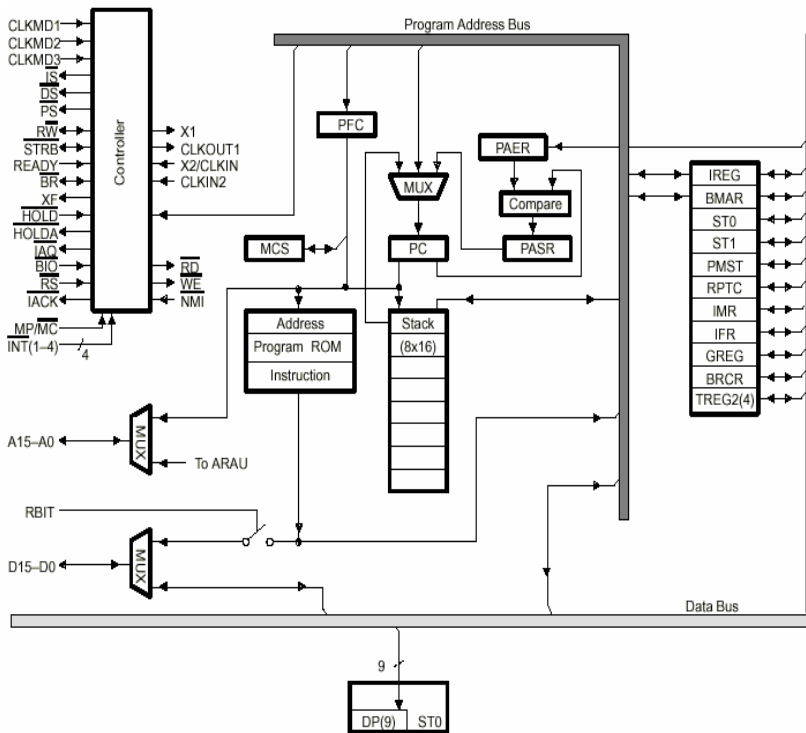 Program Address Bus
CLKMD1
CLKMD2
CLKMD3
IS
DS
PS
RW
STRB
READY
BR
XF
HOLD
HOLDA
IAQ
BIO
RS
IACK
MP/MC
INT(1–4)
4
Controller
X1
CLKOUT1
X2/CLKIN
CLKIN2
RD
WE
NMI
PFC
MUX
PAER
Compare
MCS
PC
PASR
Address
Program ROM
Instruction
Stack
(8x16)
IREG
BMAR
ST0
ST1
PMST
RPTC
IMR
IFR
GREG
BRCR
TREG2(4)
A15–A0
MUX
To ARAU
RBIT
D15–D0
MUX
Data Bus
9
DP(9) ST0